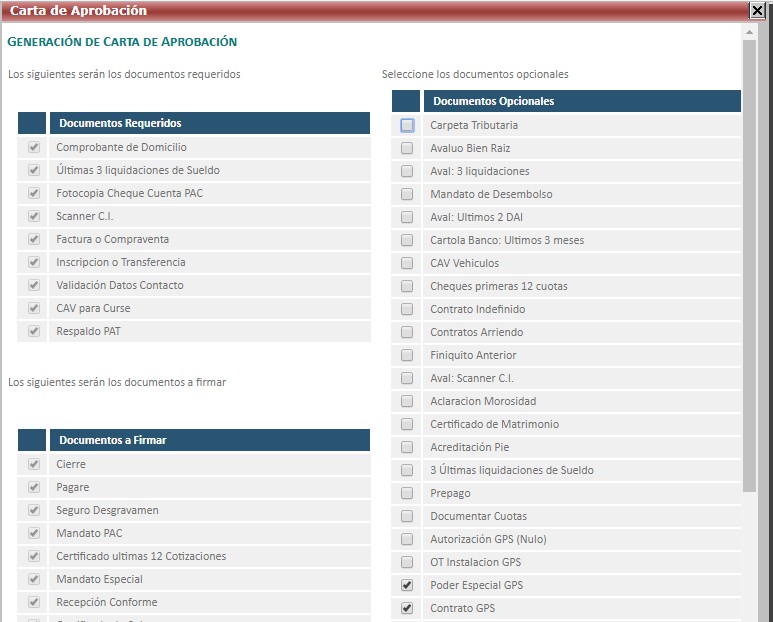 Carta de Aprobación
GENERACIÓN DE CARTA DE APROBACIÓN
Los siguientes serán los documentos requeridos
Documentos Requeridos
Comprobante de Domicilio
Últimas 3 liquidaciones de Sueldo
Fotocopia Cheque Cuenta PAC
Scanner C.I.
Factura o Compraventa
Inscripcion o Transferencia
Validación Datos Contacto
CAV para Curse
Respaldo PAT
Los siguientes serán los documentos a firmar
Documentos a Firmar
Cierre
Pagare
Seguro Desgravamen
Mandato PAC
Certificado ultimas 12 Cotizaciones
Mandato Especial
Recepción Conforme
Seleccione los documentos opcionales
Documentos Opcionales
Carpeta Tributaria
Avaluo Bien Raiz
Aval: 3 liquidaciones
Mandato de Desembolso
Aval: Ultimos 2 DAI
Cartola Banco: Ultimos 3 meses
CAV Vehiculos
Cheques primeras 12 cuotas
Contrato Indefinido
Contratos Arriendo
Finiquito Anterior
Aval: Scanner C.I.
Aclaracion Morosidad
Certificado de Matrimonio
Acreditación Pie
3 Últimas liquidaciones de Sueldo
Prepago
Documentar Cuotas
Autorización GPS (Nulo)
OT Instalacion GPS
Poder Especial GPS
Contrato GPS